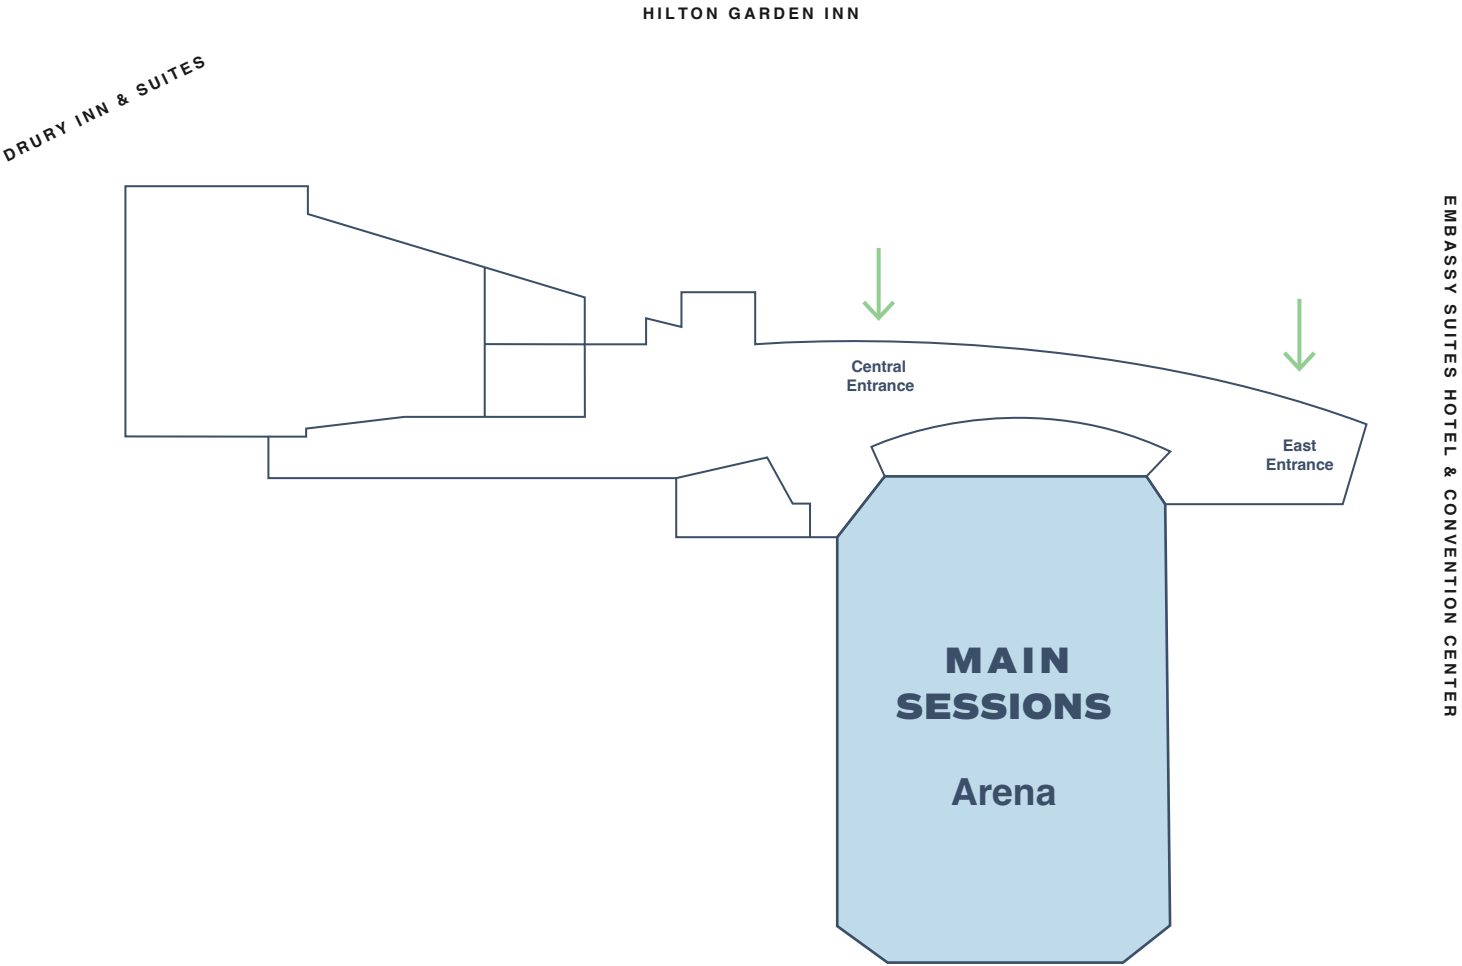 HILTON GARDEN INN
DRURY INN & SUITES
EMBASSY SUITES HOTEL & CONVENTION CENTER
Central
Entrance
East
Entrance
MAIN
SESSIONS
Arena